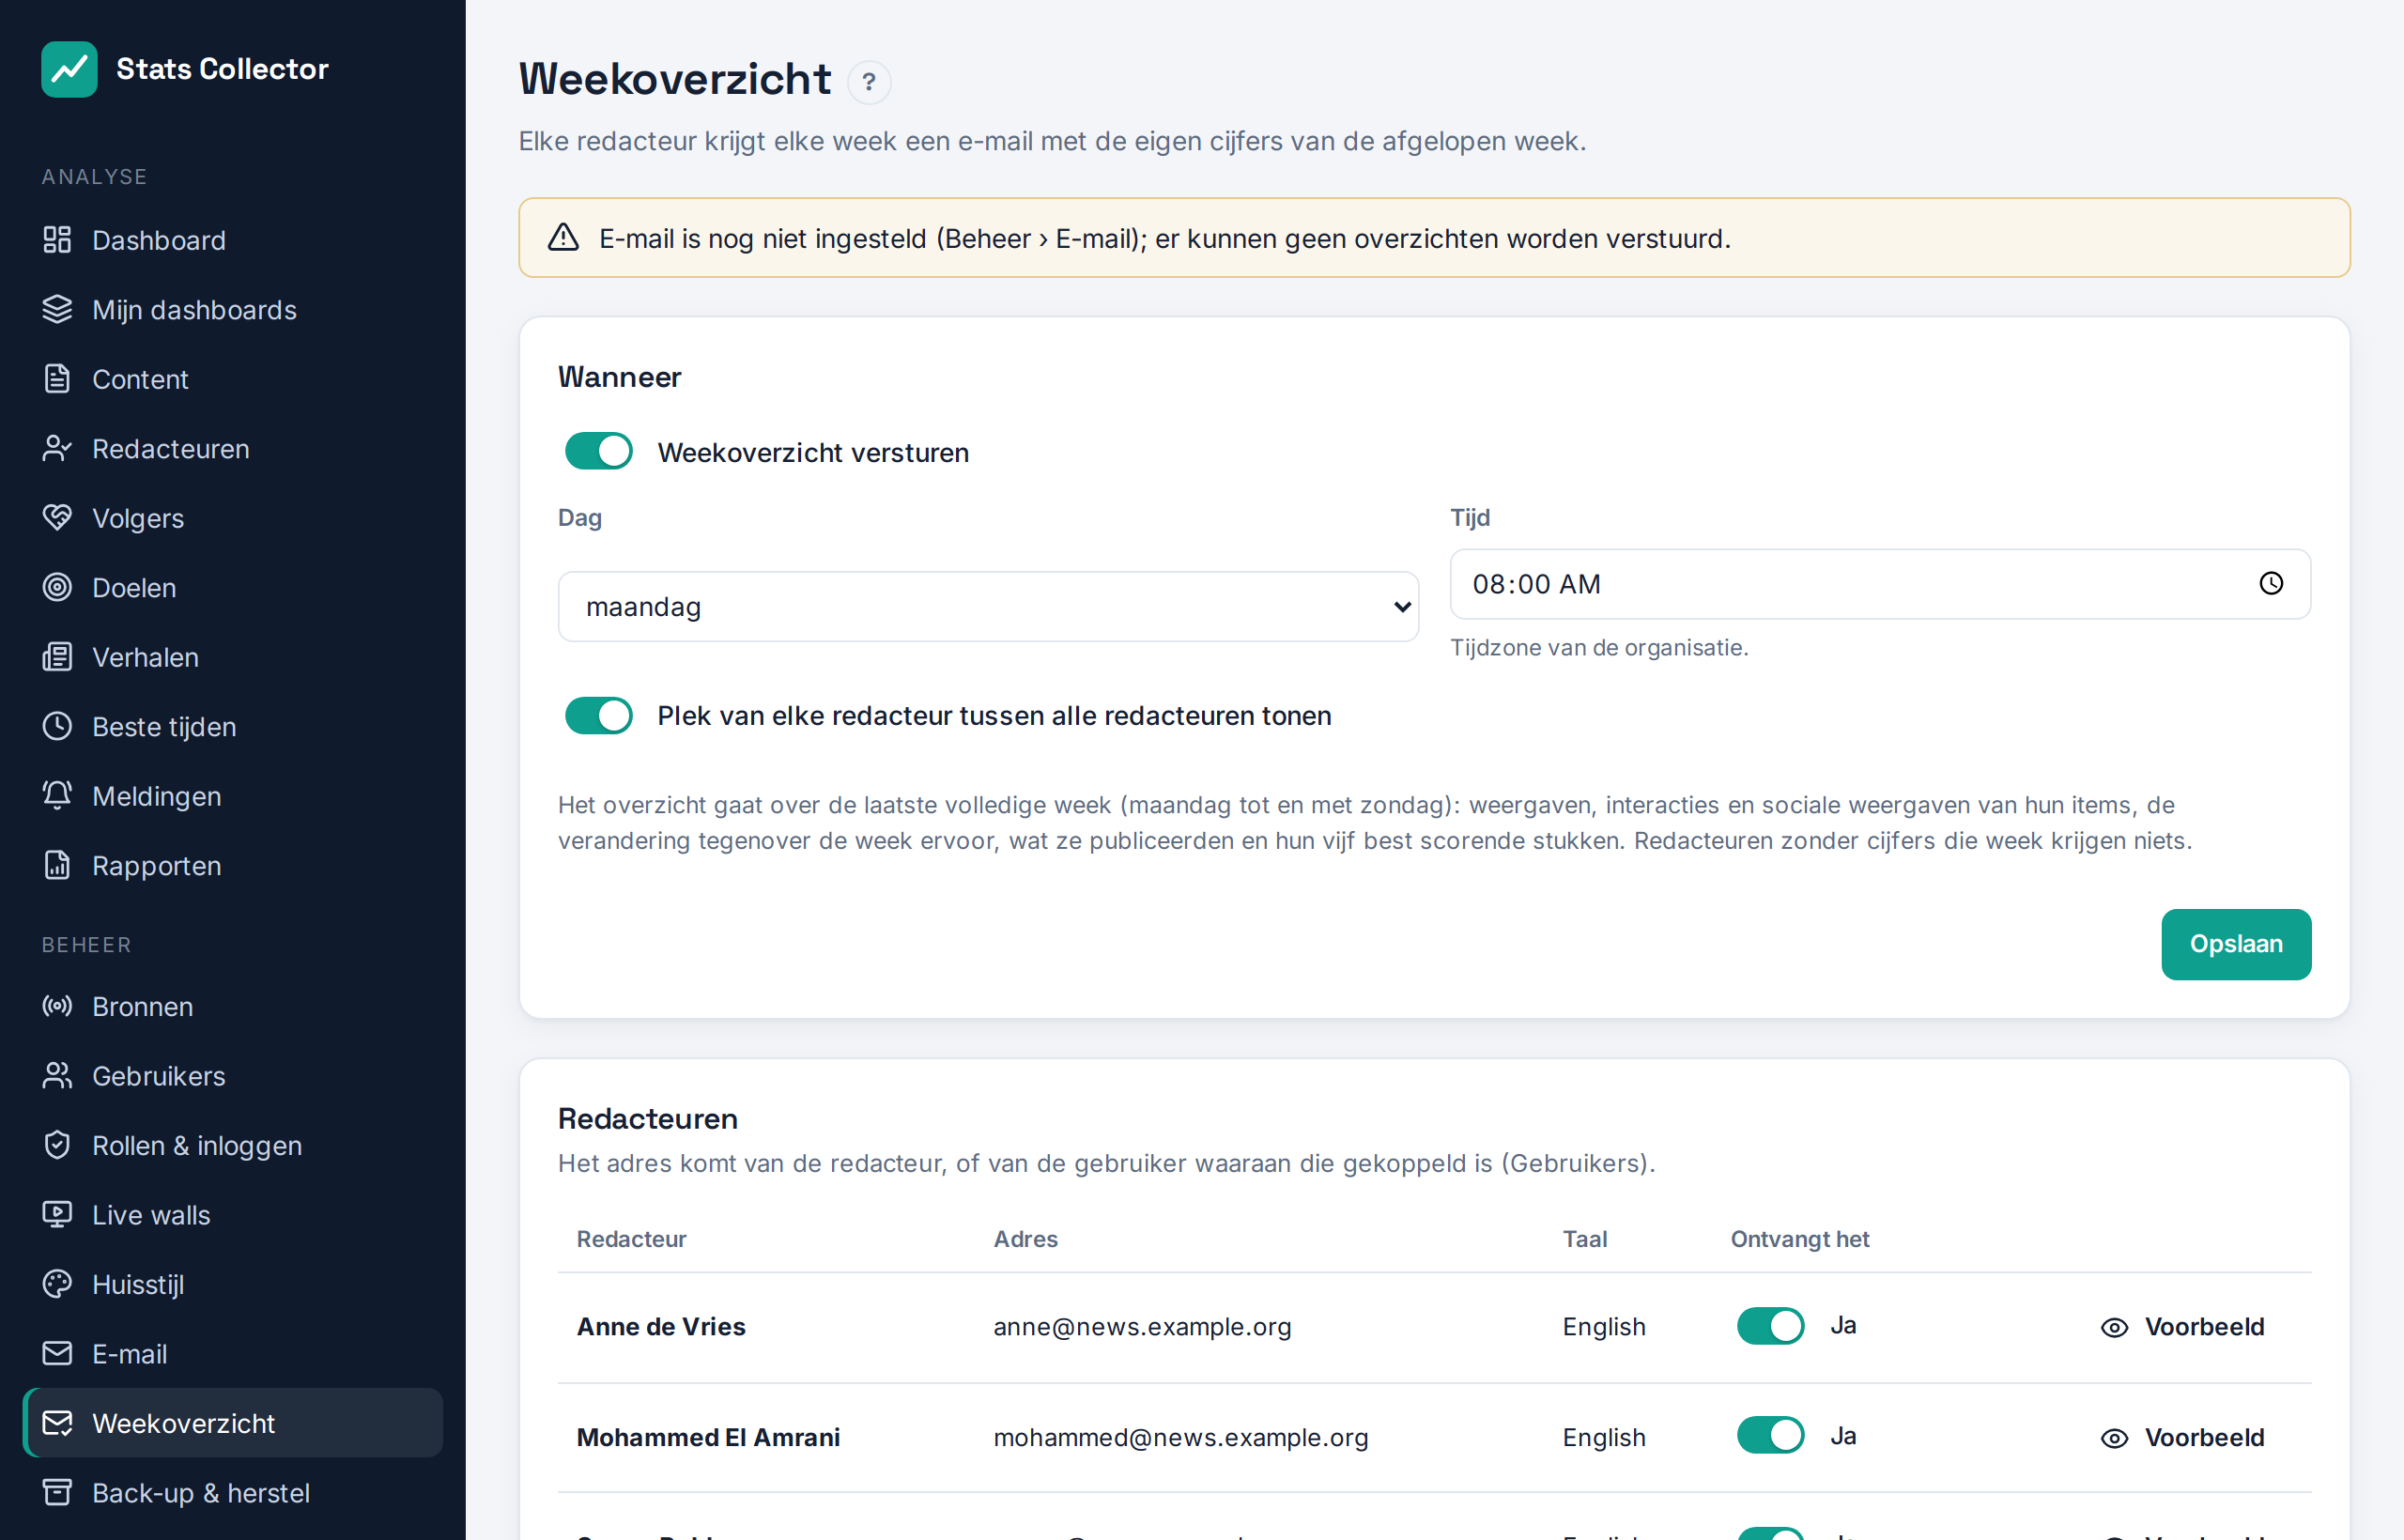 Stats Collector
ANALYSE
Dashboard
Mijn dashboards
Content
Redacteuren
Volgers
Doelen
Verhalen
Beste tijden
Meldingen
Rapporten
BEHEER
Bronnen
Gebruikers
Rollen & inloggen
Live walls
Huisstijl
E-mail
Weekoverzicht
Back-up & herstel
Weekoverzicht ?
Elke redacteur krijgt elke week een e-mail met de eigen cijfers van de afgelopen week.
E-mail is nog niet ingesteld (Beheer › E-mail); er kunnen geen overzichten worden verstuurd.
Wanneer
Weekoverzicht versturen
Dag
maandag
Tijd
08:00 AM
Tijdzone van de organisatie.
Plek van elke redacteur tussen alle redacteuren tonen
Het overzicht gaat over de laatste volledige week (maandag tot en met zondag): weergaven, interacties en sociale weergaven van hun items, de
verandering tegenover de week ervoor, wat ze publiceerden en hun vijf best scorende stukken. Redacteuren zonder cijfers die week krijgen niets.
Opslaan
Redacteuren
Het adres komt van de redacteur, of van de gebruiker waaraan die gekoppeld is (Gebruikers).
Redacteur Adres Taal Ontvangt het
Anne de Vries anne@news.example.org English Ja Voorbeeld
Mohammed El Amrani mohammed@news.example.org English Ja Voorbeeld